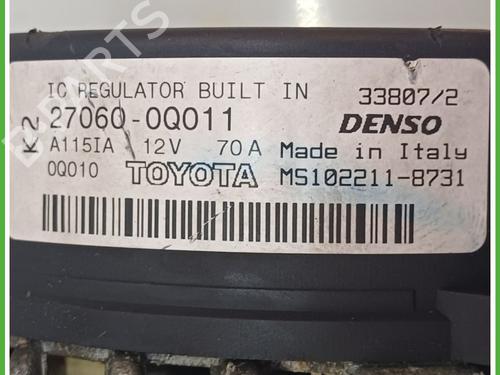 IC REGULATOR BUILT IN 33807/2
K2 27060-0Q011 DENSO
A115IA 12V 70A Made in Italy
0Q010 TOYOTA MS102211-8731
B-PARTS